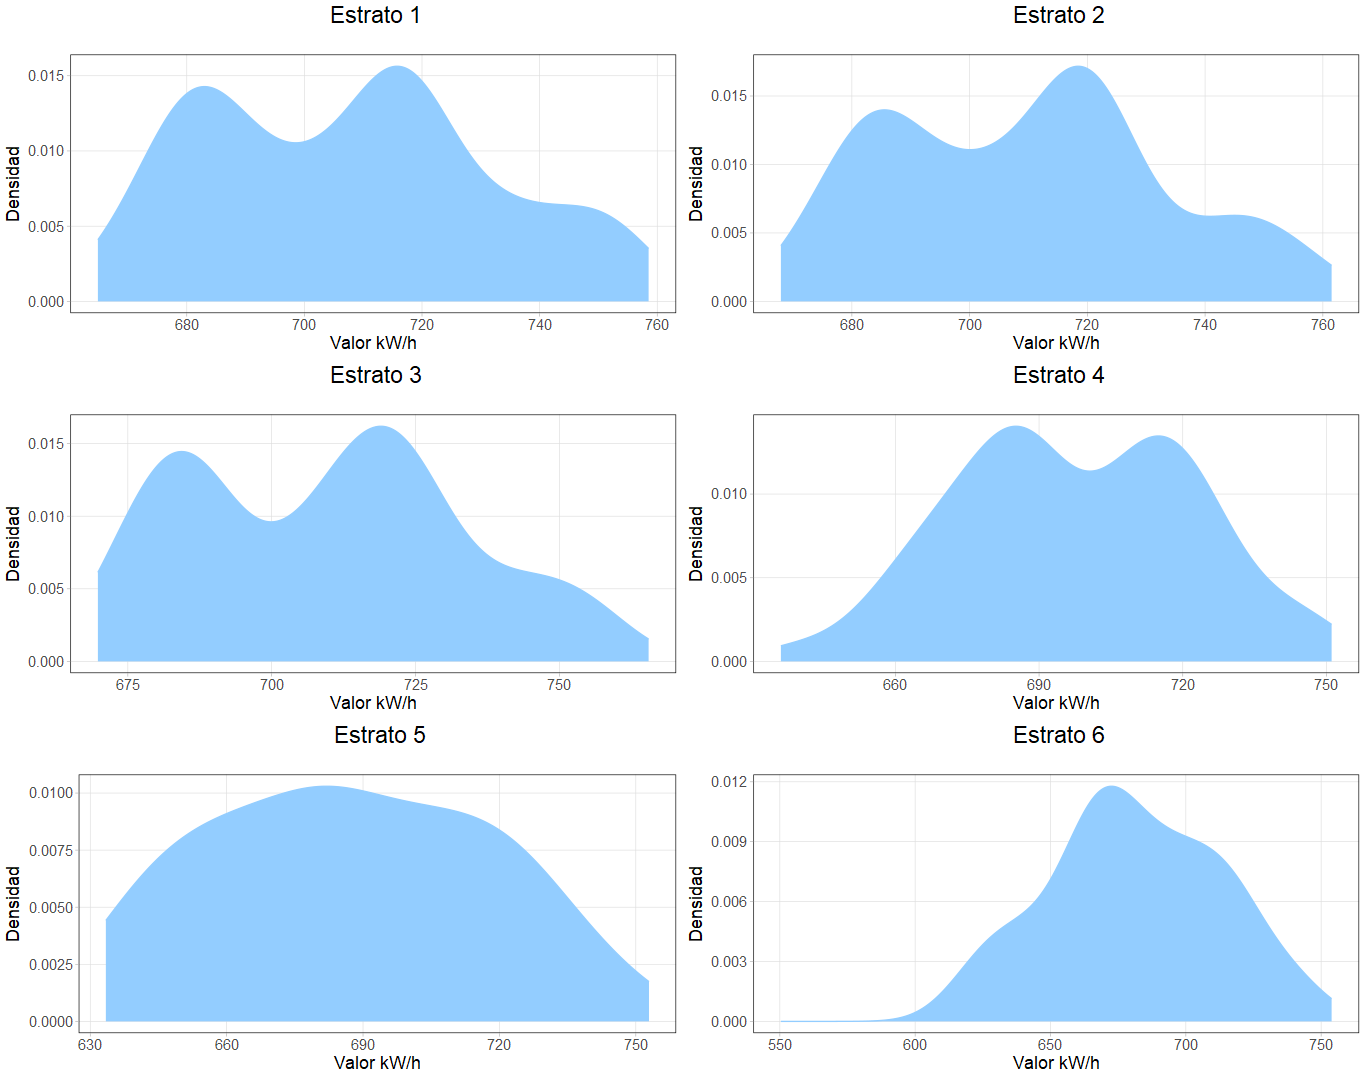 Estrato 1
Densidad
0.015
0.010
0.005
0.000
680 700 720 740 760
Valor kW/h
Estrato 2
Densidad
0.015
0.010
0.005
0.000
680 700 720 740 760
Valor kW/h
Estrato 3
Densidad
0.015
0.010
0.005
0.000
675 700 725 750
Valor kW/h
Estrato 4
Densidad
0.010
0.005
0.000
660 690 720 750
Valor kW/h
Estrato 5
Densidad
0.0100
0.0075
0.0050
0.0025
0.0000
630 660 690 720 750
Valor kW/h
Estrato 6
Densidad
0.012
0.009
0.006
0.003
0.000
550 600 650 700 750
Valor kW/h